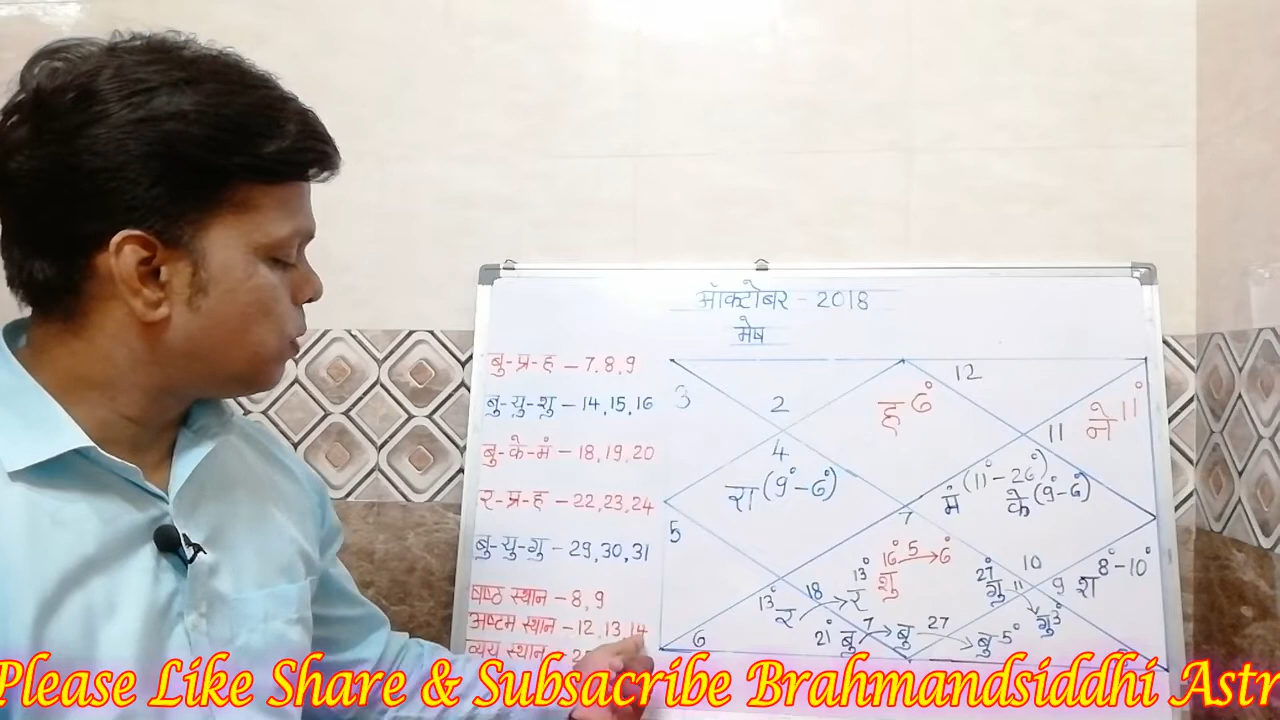 ऑक्टोबर - 2018
मेष
बु-प्र-ह - 7,8,9
बु-यु-शु - 14,15,16
बु-के-मं - 18,19,20
र-प्र-ह - 22,23,24
बु-यु-गु - 29,30,31
षष्ठ स्थान - 8,9
अष्टम स्थान - 12,13,14
व्यय स्थान - 2
12
3
2
ह 6°
11 ने 11°
4
रा (9°-6°)
मं (11°-26°) के (9°-6°)
7
5
16° 5 → 6°
शु
10
8°-10°
27° गु 11 → गु 3°
9 श
13° र 18 → र 13°
6
21° बु 7 → बु 27 → बु-5°
Please Like Share & Subsacribe Brahmandsiddhi Astr